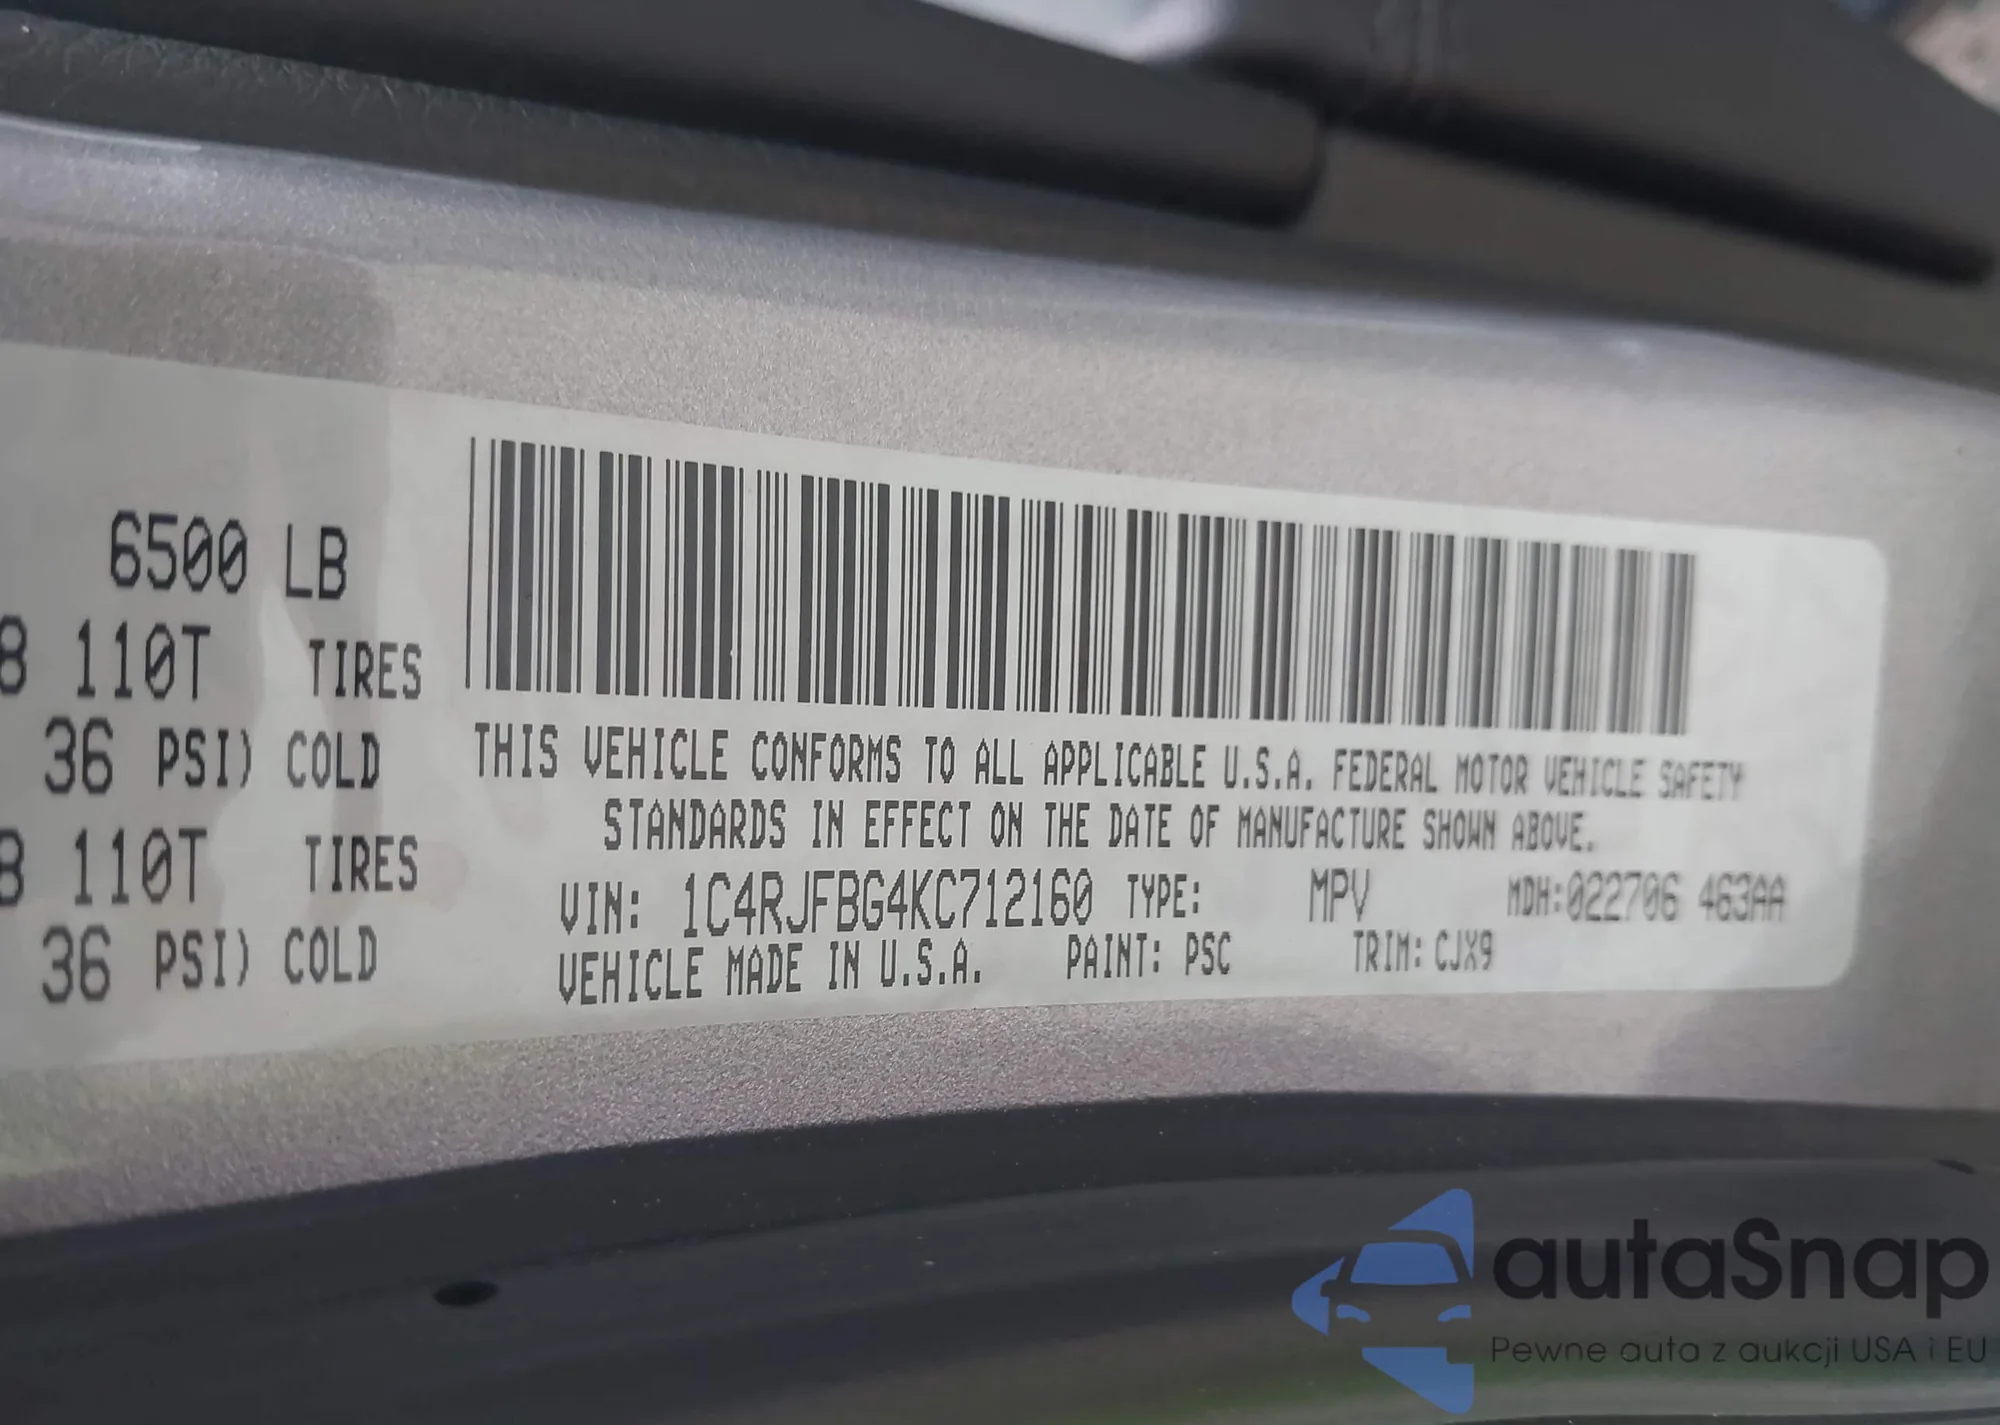 6500 LB
8 110T TIRES
36 PSI) COLD
8 110T TIRES
36 PSI) COLD
THIS VEHICLE CONFORMS TO ALL APPLICABLE U.S.A. FEDERAL MOTOR VEHICLE SAFETY
STANDARDS IN EFFECT ON THE DATE OF MANUFACTURE SHOWN ABOVE.
VIN: 1C4RJFBG4KC712160 TYPE: MPV MDH:022706 463AA
VEHICLE MADE IN U.S.A. PAINT: PSC TRIM: CJX9
autaSnap
Pewne auta z aukcji USA i EU